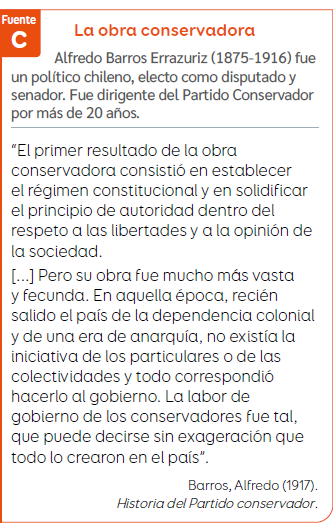 Fuente
C
La obra conservadora
Alfredo Barros Errazuriz (1875-1916) fue
un político chileno, electo como disputado y
senador. Fue dirigente del Partido Conservador
por más de 20 años.
“El primer resultado de la obra
conservadora consistió en establecer
el régimen constitucional y en solidificar
el principio de autoridad dentro del
respeto a las libertades y a la opinión de
la sociedad.
[...] Pero su obra fue mucho más vasta
y fecunda. En aquella época, recién
salido el país de la dependencia colonial
y de una era de anarquía, no existía la
iniciativa de los particulares o de las
colectividades y todo correspondió
hacerlo al gobierno. La labor de
gobierno de los conservadores fue tal,
que puede decirse sin exageración que
todo lo crearon en el país”.
Barros, Alfredo (1917).
Historia del Partido conservador.